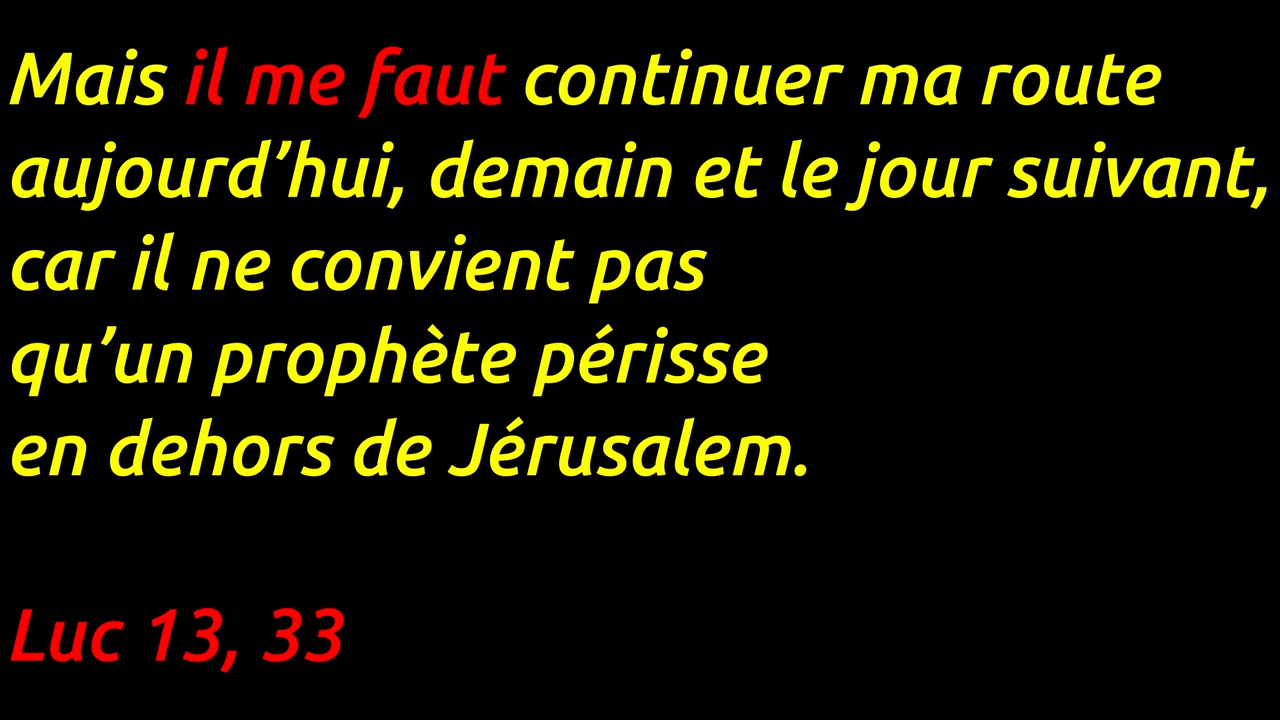 Mais il me faut continuer ma route
aujourd’hui, demain et le jour suivant,
car il ne convient pas
qu’un prophète périsse
en dehors de Jérusalem.
Luc 13, 33